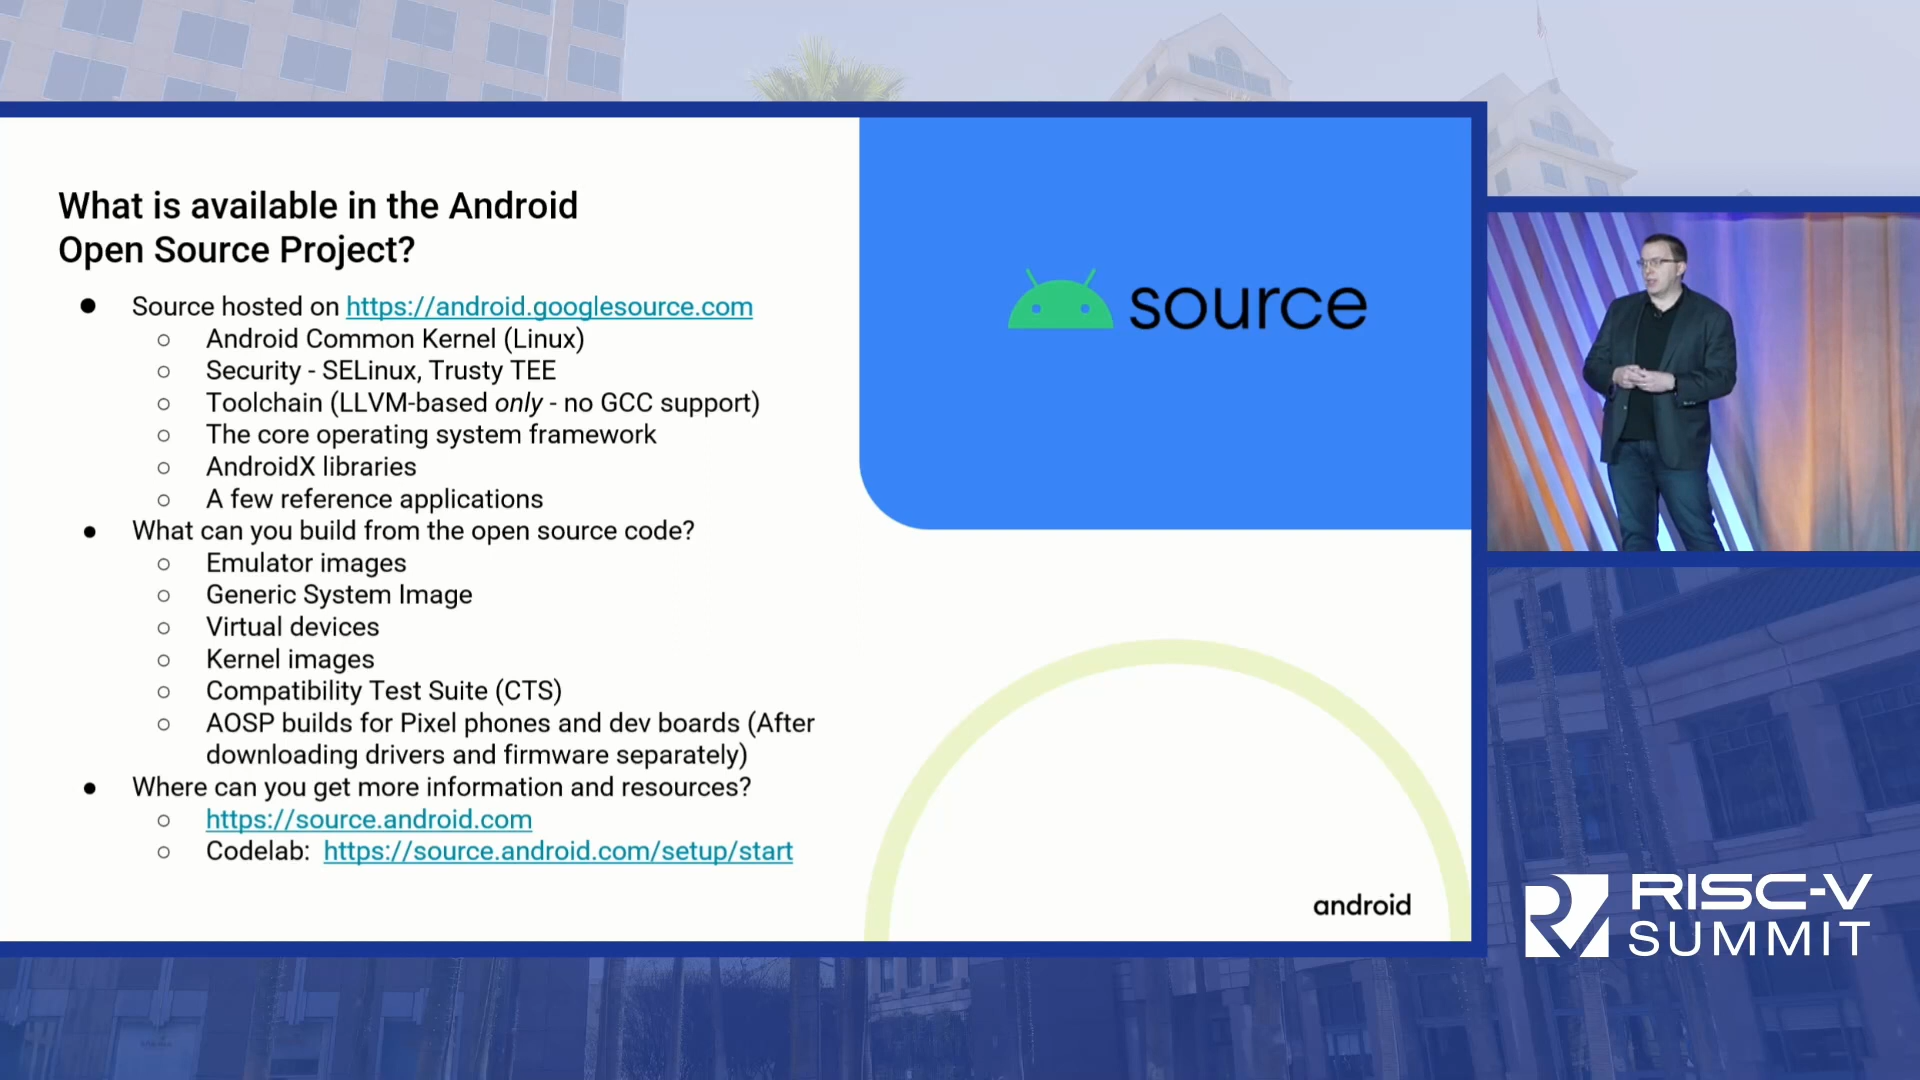 What is available in the Android
Open Source Project?
● Source hosted on https://android.googlesource.com
○ Android Common Kernel (Linux)
○ Security - SELinux, Trusty TEE
○ Toolchain (LLVM-based only - no GCC support)
○ The core operating system framework
○ AndroidX libraries
○ A few reference applications
● What can you build from the open source code?
○ Emulator images
○ Generic System Image
○ Virtual devices
○ Kernel images
○ Compatibility Test Suite (CTS)
○ AOSP builds for Pixel phones and dev boards (After
downloading drivers and firmware separately)
● Where can you get more information and resources?
○ https://source.android.com
○ Codelab: https://source.android.com/setup/start
source
android
RISC-V
SUMMIT